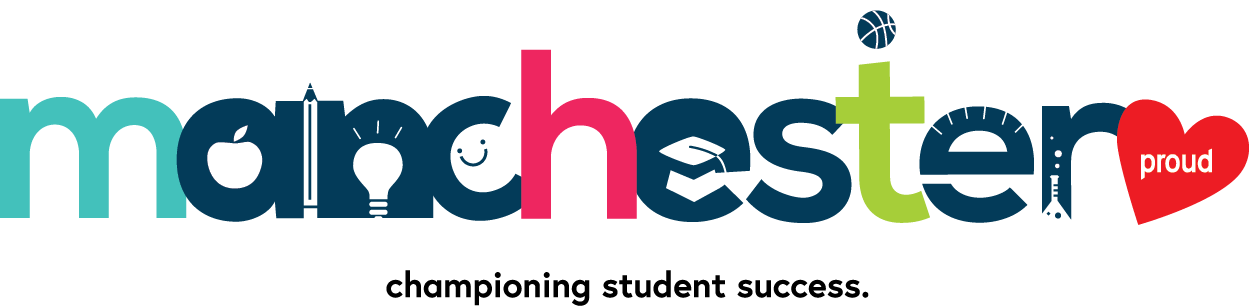 manchester proud
championing student success.